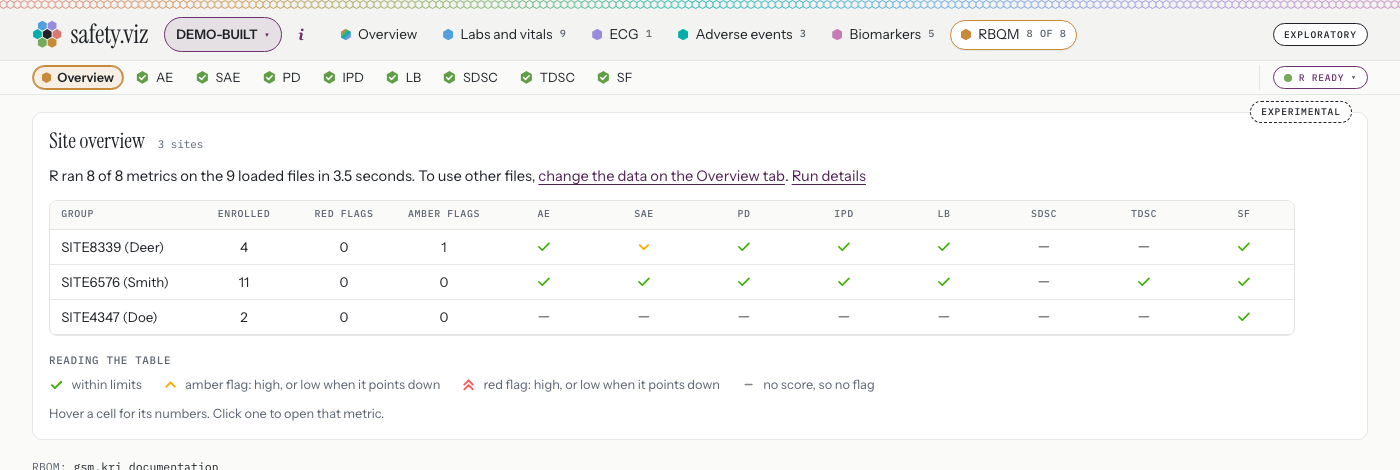 safety.viz DEMO-BUILT ▾ i Overview Labs and vitals 9 ECG 1 Adverse events 3 Biomarkers 5 RBQM 8 OF 8 EXPLORATORY
Overview AE SAE PD IPD LB SDSC TDSC SF R READY ▾
EXPERIMENTAL
Site overview 3 sites
R ran 8 of 8 metrics on the 9 loaded files in 3.5 seconds. To use other files, change the data on the Overview tab. Run details
GROUP ENROLLED RED FLAGS AMBER FLAGS AE SAE PD IPD LB SDSC TDSC SF
SITE8339 (Deer) 4 0 1 — —
SITE6576 (Smith) 11 0 0 —
SITE4347 (Doe) 2 0 0 — — — — — — —
READING THE TABLE
within limits amber flag: high, or low when it points down red flag: high, or low when it points down — no score, so no flag
Hover a cell for its numbers. Click one to open that metric.
RBQM: gsm.kri documentation